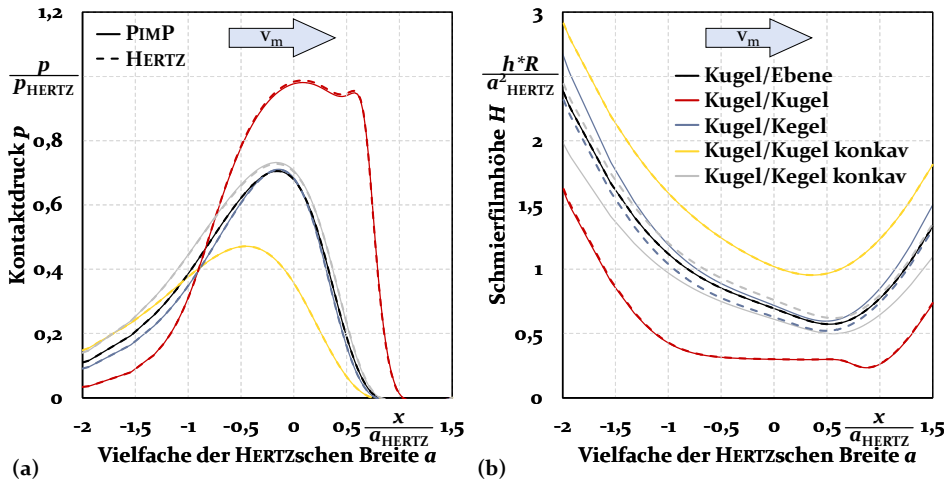 1,2
p
pHERTZ
0,8
0,6
0,4
0,2
0
Kontaktdruck p
vm
PIMP
HERTZ
-2 -1,5 -1 -0,5 0 0,5 x 1,5
aHERTZ
Vielfache der HERTZschen Breite a
(a)
3
h*R
a²HERTZ
2
1,5
1
0,5
0
Schmierfilmhöhe H
vm
Kugel/Ebene
Kugel/Kugel
Kugel/Kegel
Kugel/Kugel konkav
Kugel/Kegel konkav
-2 -1,5 -1 -0,5 0 0,5 x 1,5
aHERTZ
Vielfache der HERTZschen Breite a
(b)